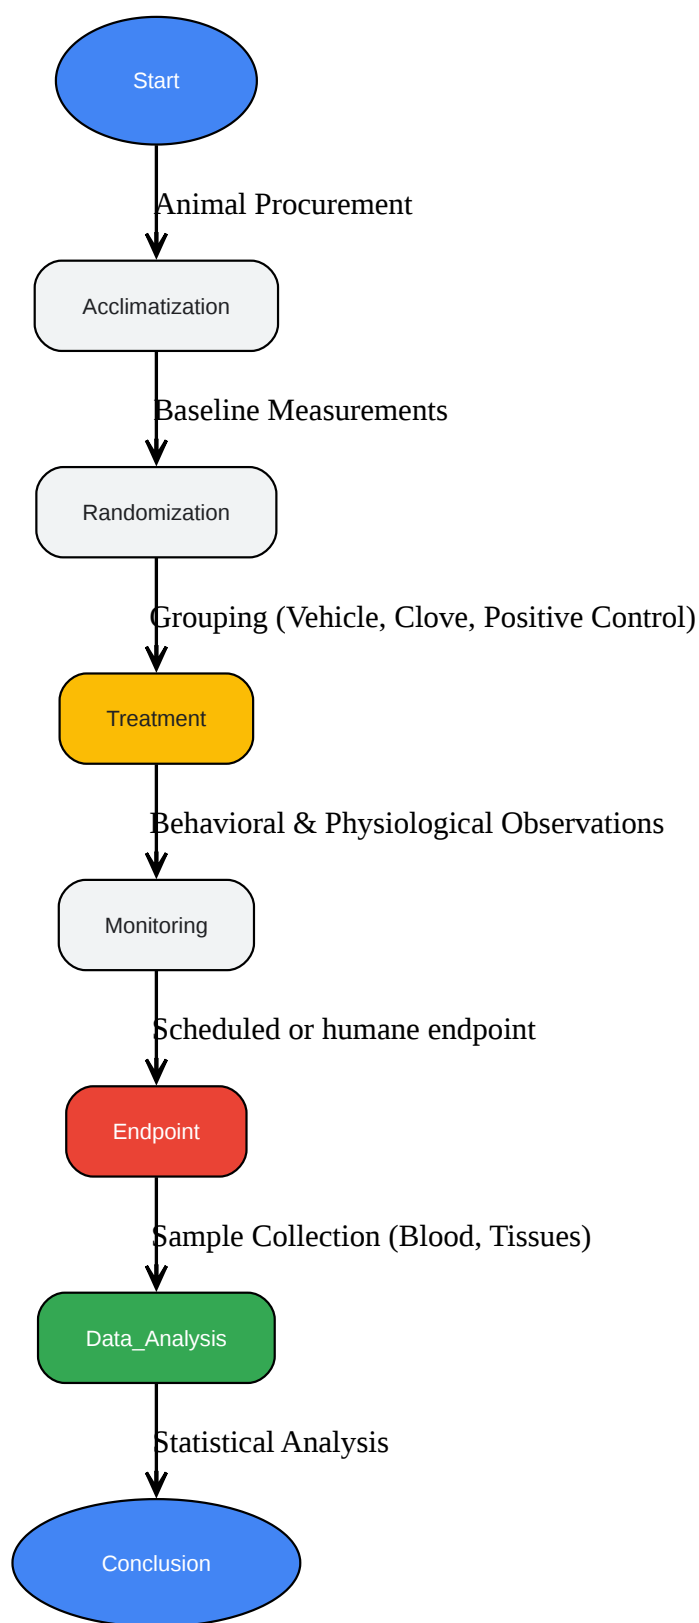 Start
Animal Procurement
Acclimatization
Baseline Measurements
Randomization
Grouping (Vehicle, Clove, Positive Control)
Treatment
Behavioral & Physiological Observations
Monitoring
Scheduled or humane endpoint
Endpoint
Sample Collection (Blood, Tissues)
Data_Analysis
Statistical Analysis
Conclusion